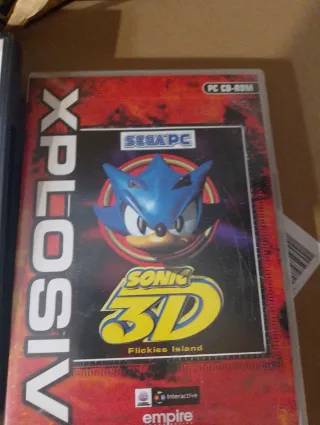 PC CD-ROM
XPLOSIV
SEGA PC
SONIC
3D
Flickies Island
Interactive
empire